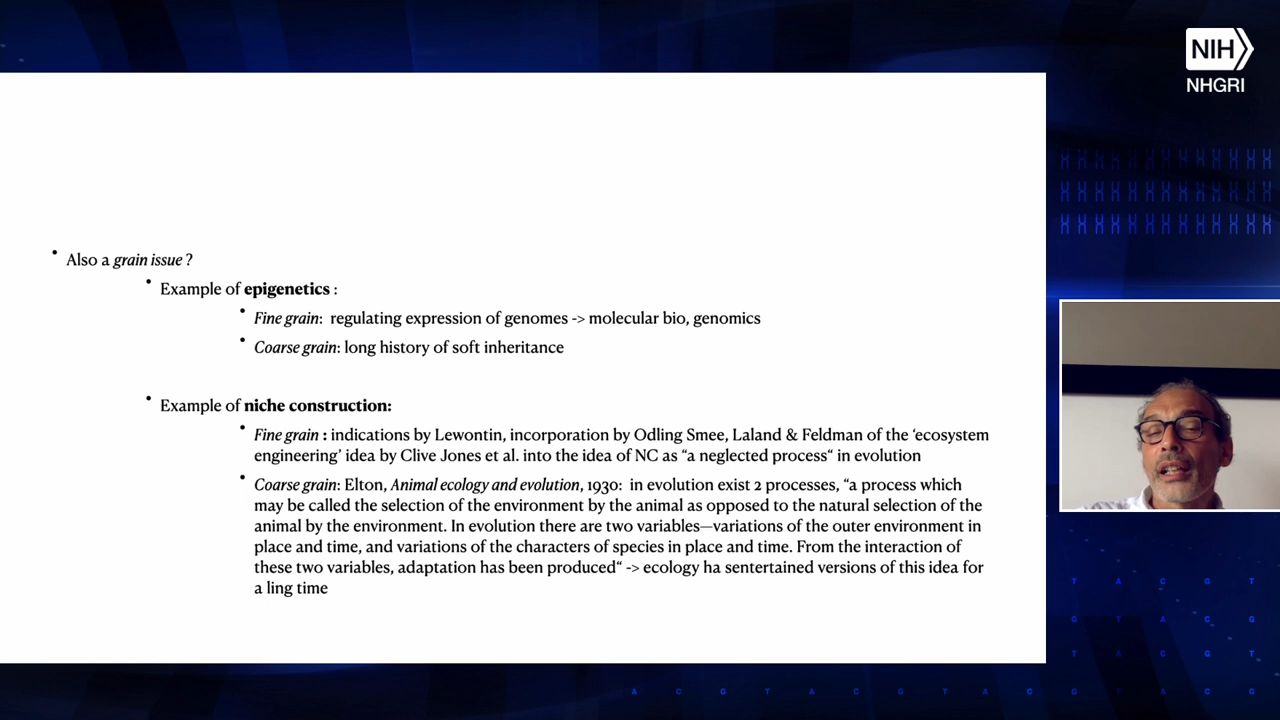 NIH
NHGRI
• Also a grain issue ?
• Example of epigenetics :
• Fine grain: regulating expression of genomes -> molecular bio, genomics
• Coarse grain: long history of soft inheritance
• Example of niche construction:
• Fine grain : indications by Lewontin, incorporation by Odling Smee, Laland & Feldman of the ‘ecosystem
engineering’ idea by Clive Jones et al. into the idea of NC as “a neglected process“ in evolution
• Coarse grain: Elton, Animal ecology and evolution, 1930: in evolution exist 2 processes, “a process which
may be called the selection of the environment by the animal as opposed to the natural selection of the
animal by the environment. In evolution there are two variables—variations of the outer environment in
place and time, and variations of the characters of species in place and time. From the interaction of
these two variables, adaptation has been produced“ -> ecology ha sentertained versions of this idea for
a ling time
T A C G T
G T A C G
T A C G T
A C G T A C G T A C G T A C G